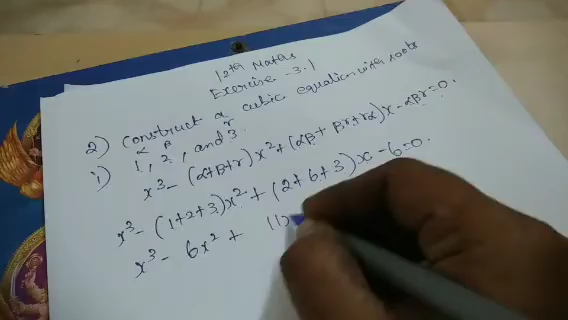 12th Maths
Exercise - 3.1
2) Construct a cubic equation with roots
α β γ
i) 1, 2, and 3.
x³ - (α+β+γ)x² + (αβ + βγ+γα)x - αβγ=0.
x³ - (1+2+3)x² + (2+6+3)x - 6=0.
x³ - 6x² + 11